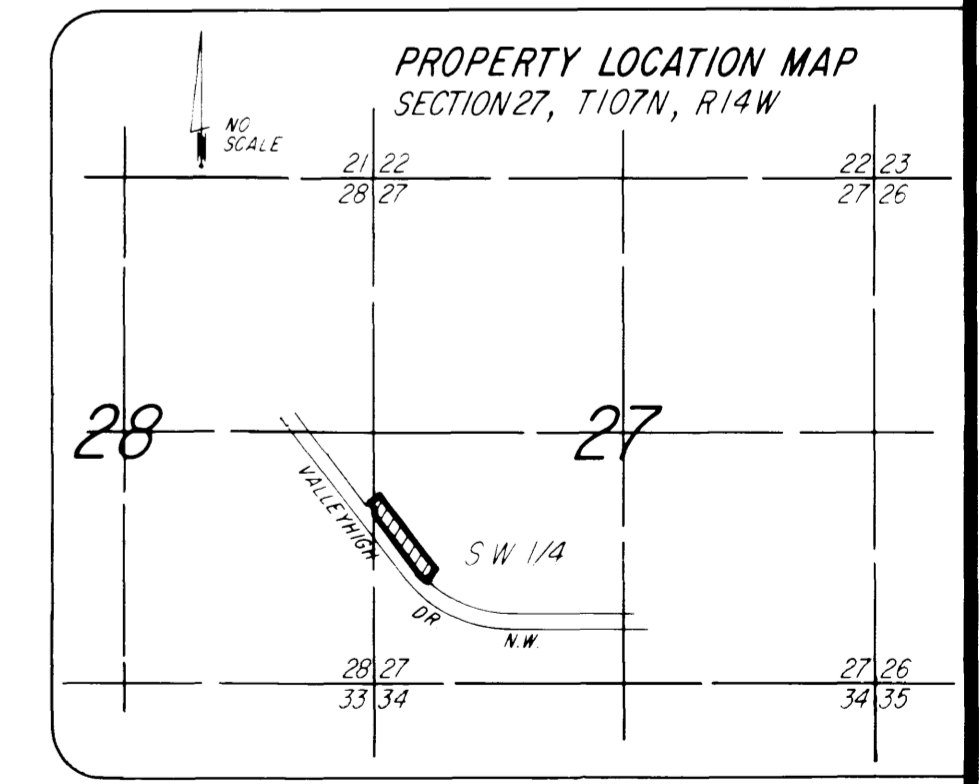 PROPERTY LOCATION MAP
SECTION 27, T107N, R14W
NO
SCALE
21 22
28 27
22 23
27 26
28
27
VALLEYHIGH
DR
N.W.
SW 1/4
28 27
33 34
27 26
34 35